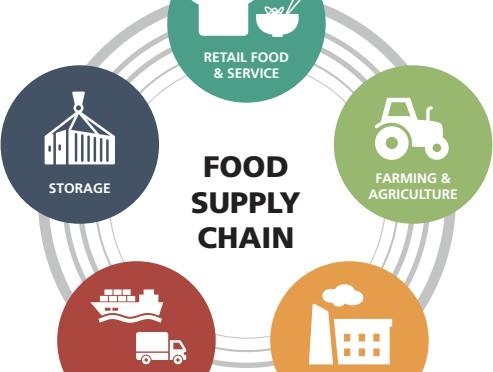 RETAIL FOOD
& SERVICE
FOOD
SUPPLY
CHAIN
STORAGE
FARMING &
AGRICULTURE